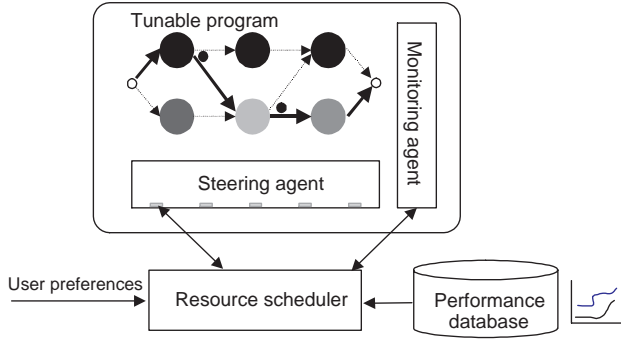 Tunable program
Monitoring agent
Steering agent
User preferences
Resource scheduler
Performance
database